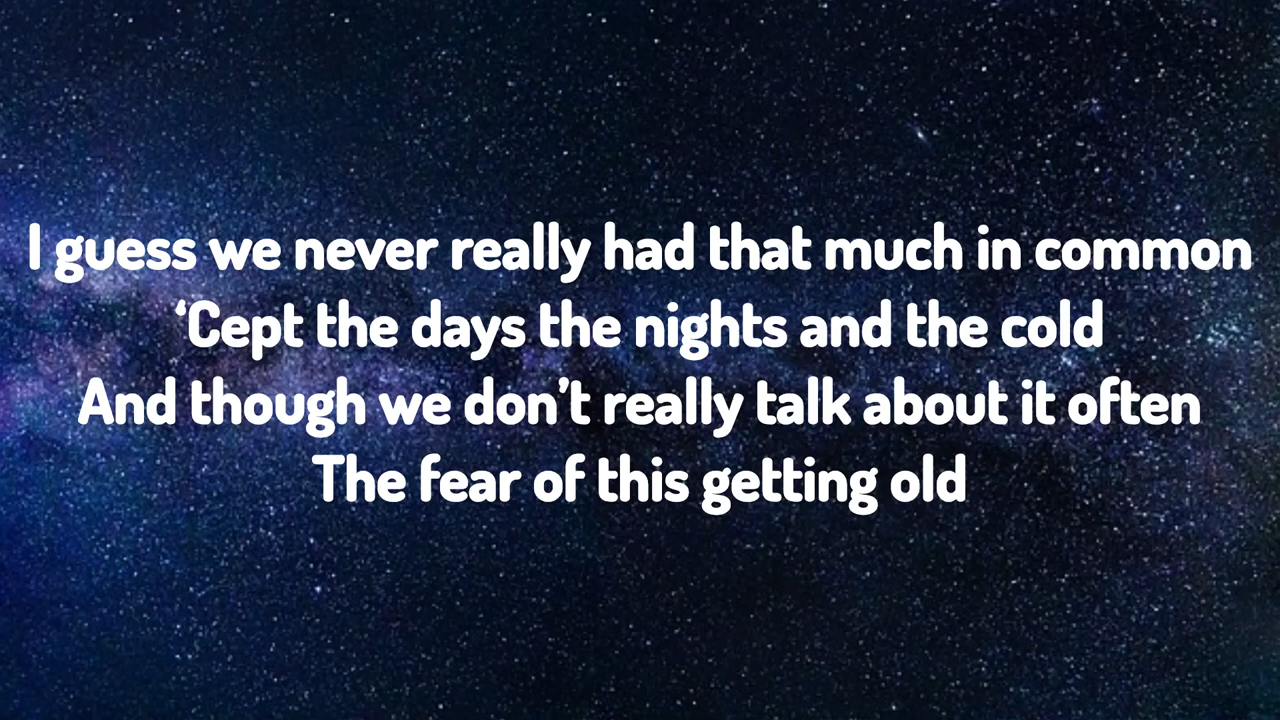 I guess we never really had that much in common
‘Cept the days the nights and the cold
And though we don’t really talk about it often
The fear of this getting old